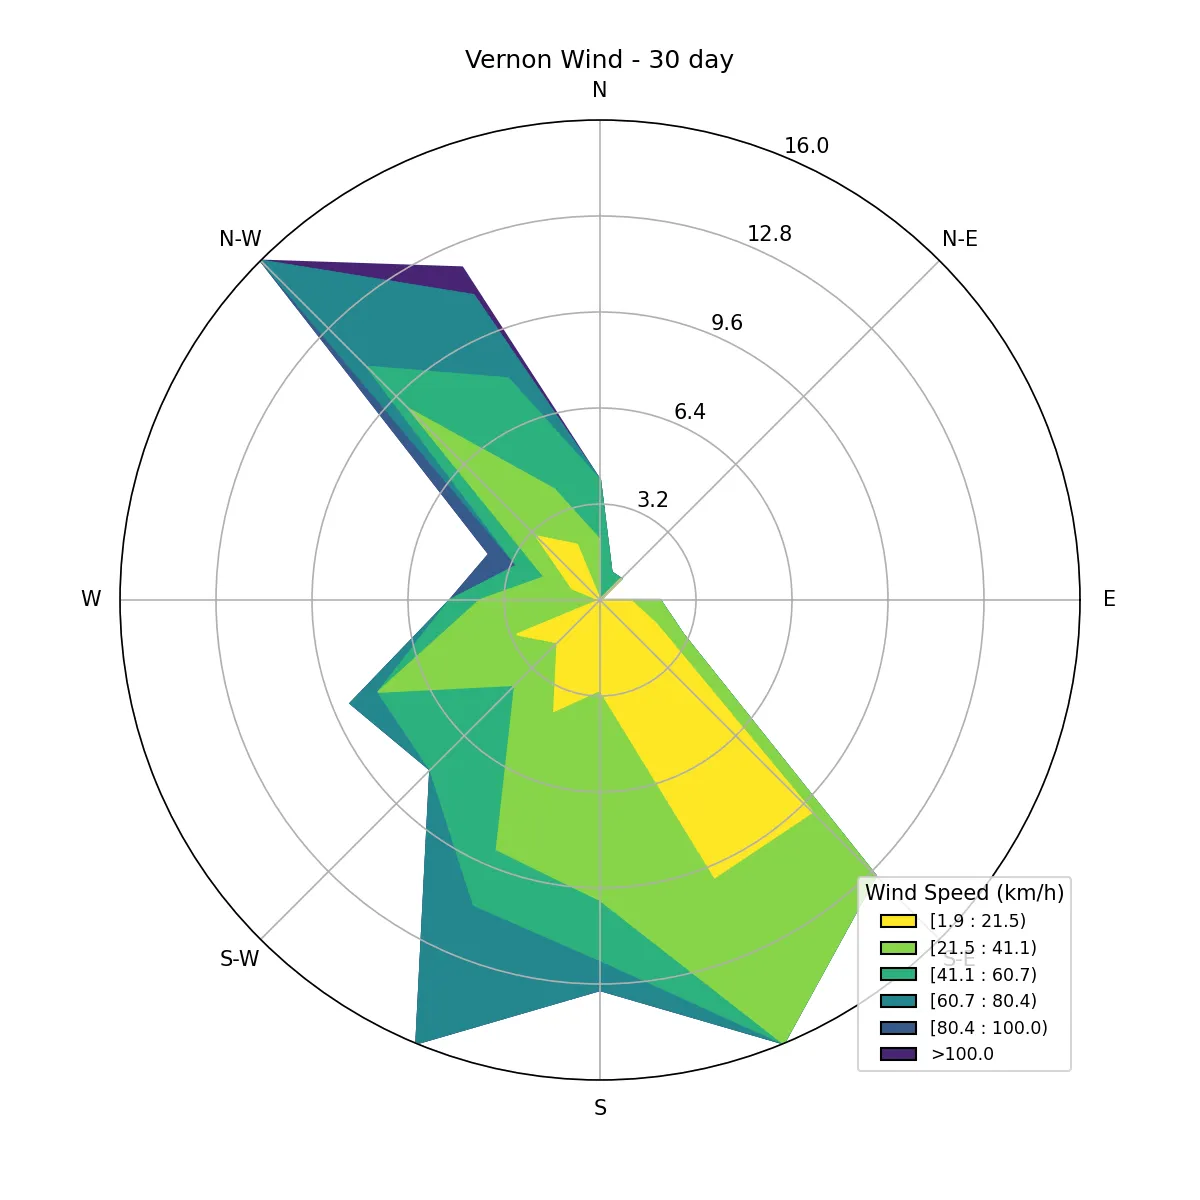 Vernon Wind - 30 day
N
16.0
12.8
N-W
N-E
9.6
6.4
3.2
W
E
Wind Speed (km/h)
[1.9 : 21.5)
[21.5 : 41.1)
S-W
S-E
[41.1 : 60.7)
[60.7 : 80.4)
[80.4 : 100.0)
>100.0
S